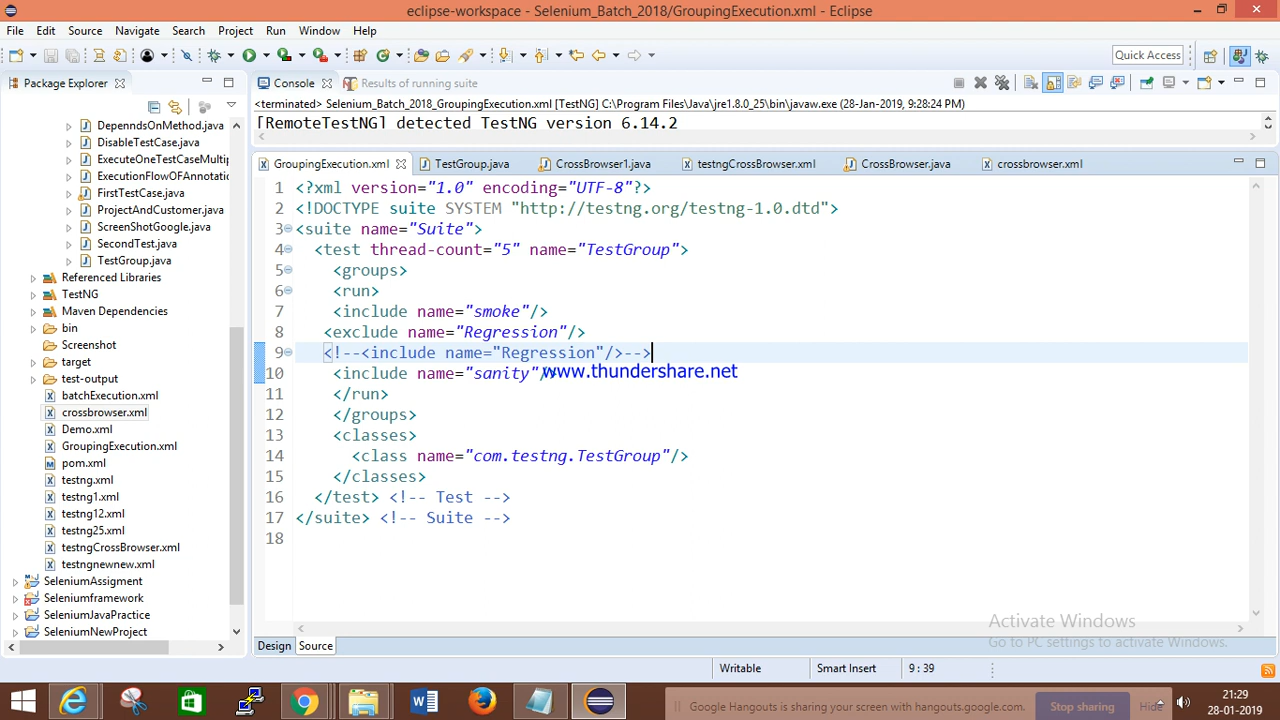 eclipse-workspace - Selenium_Batch_2018/GroupingExecution.xml - Eclipse
File Edit Source Navigate Search Project Run Window Help
Quick Access
Package Explorer
DepenndsOnMethod.java
DisableTestCase.java
ExecuteOneTestCaseMultip
ExecutionFlowOFAnnotatio
FirstTestCase.java
ProjectAndCustomer.java
ScreenShotGoogle.java
SecondTest.java
TestGroup.java
Referenced Libraries
TestNG
Maven Dependencies
bin
Screenshot
target
test-output
batchExecution.xml
crossbrowser.xml
Demo.xml
GroupingExecution.xml
pom.xml
testng.xml
testng1.xml
testng12.xml
testng25.xml
testngCrossBrowser.xml
testngnewnew.xml
SeleniumAssigment
Seleniumframework
SeleniumJavaPractice
SeleniumNewProject
Console Results of running suite
<terminated> Selenium_Batch_2018_GroupingExecution.xml [TestNG] C:\Program Files\Java\jre1.8.0_25\bin\javaw.exe (28-Jan-2019, 9:28:24 PM)
[RemoteTestNG] detected TestNG version 6.14.2
GroupingExecution.xml TestGroup.java CrossBrowser1.java testngCrossBrowser.xml CrossBrowser.java crossbrowser.xml
1 <?xml version="1.0" encoding="UTF-8"?>
2 <!DOCTYPE suite SYSTEM "http://testng.org/testng-1.0.dtd">
3 <suite name="Suite">
4 <test thread-count="5" name="TestGroup">
5 <groups>
6 <run>
7 <include name="smoke"/>
8 <exclude name="Regression"/>
9 <!--<include name="Regression"/>-->
10 <include name="sanity"/>
www.thundershare.net
11 </run>
12 </groups>
13 <classes>
14 <class name="com.testng.TestGroup"/>
15 </classes>
16 </test> <!-- Test -->
17 </suite> <!-- Suite -->
18
Activate Windows
Go to PC settings to activate Windows.
Design Source
Writable Smart Insert 9 : 39
Google Hangouts is sharing your screen with hangouts.google.com.
Stop sharing Hide
21:29
28-01-2019